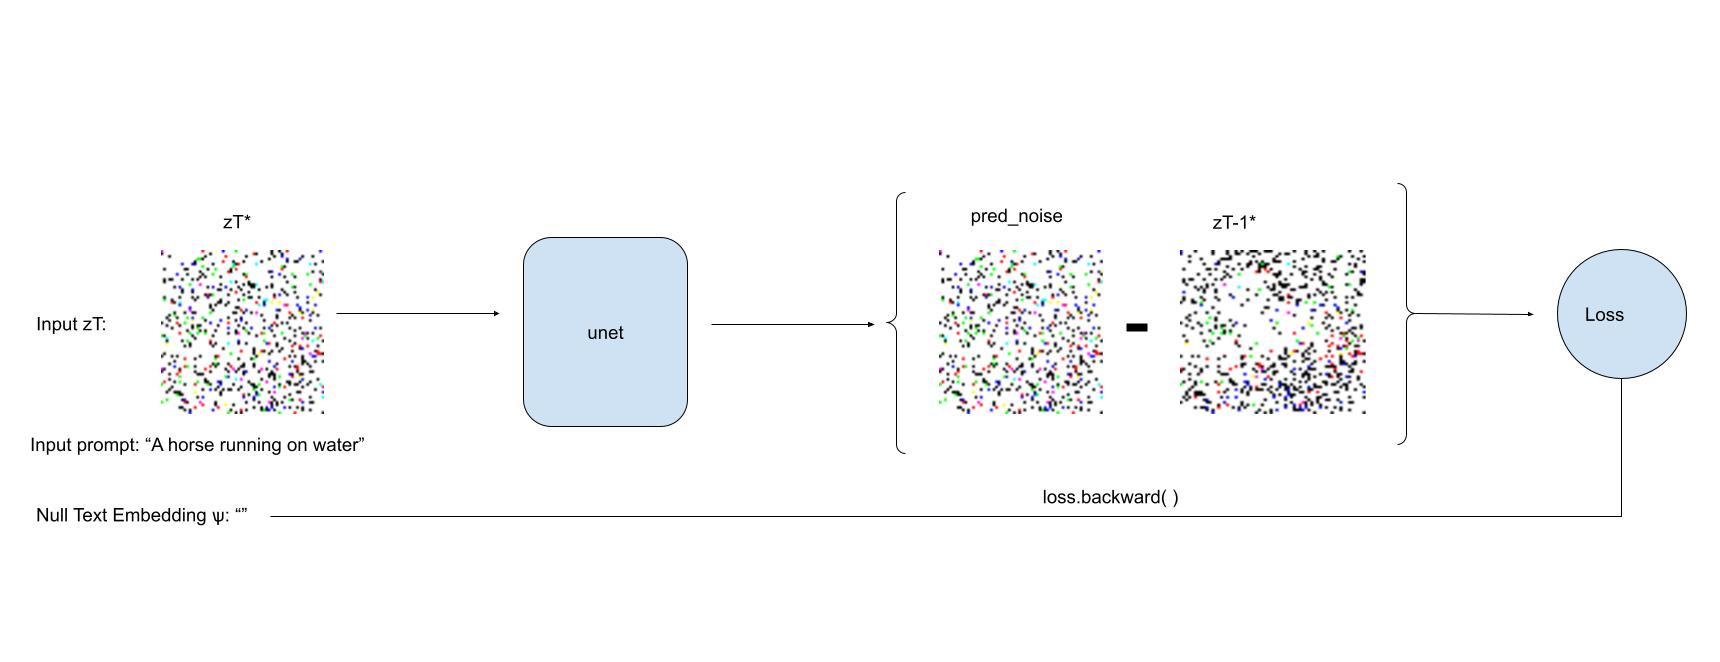 zT*
pred_noise
zT-1*
Input zT:
unet
Loss
Input prompt: “A horse running on water”
loss.backward( )
Null Text Embedding ψ: “”